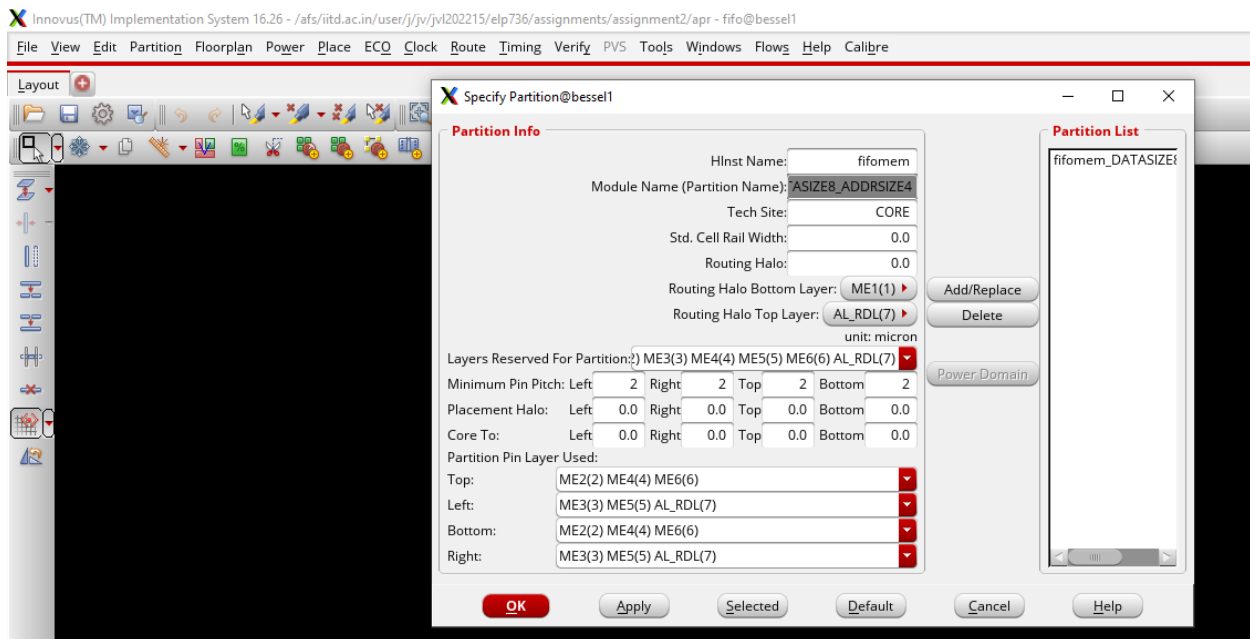 Innovus(TM) Implementation System 16.26 - /afs/iitd.ac.in/user/j/jv/jvl202215/elp736/assignments/assignment2/apr - fifo@bessel1
File View Edit Partition Floorplan Power Place ECO Clock Route Timing Verify PVS Tools Windows Flows Help Calibre
Layout
Specify Partition@bessel1
Partition Info
HInst Name: fifomem
Module Name (Partition Name): ASIZE8_ADDRSIZE4
Tech Site: CORE
Std. Cell Rail Width: 0.0
Routing Halo: 0.0
Routing Halo Bottom Layer: ME1(1)
Routing Halo Top Layer: AL_RDL(7)
unit: micron
Layers Reserved For Partition: 2) ME3(3) ME4(4) ME5(5) ME6(6) AL_RDL(7)
Minimum Pin Pitch: Left 2 Right 2 Top 2 Bottom 2
Placement Halo: Left 0.0 Right 0.0 Top 0.0 Bottom 0.0
Core To: Left 0.0 Right 0.0 Top 0.0 Bottom 0.0
Partition Pin Layer Used:
Top: ME2(2) ME4(4) ME6(6)
Left: ME3(3) ME5(5) AL_RDL(7)
Bottom: ME2(2) ME4(4) ME6(6)
Right: ME3(3) ME5(5) AL_RDL(7)
Add/Replace
Delete
Power Domain
Partition List
fifomem_DATASIZE8
OK Apply Selected Default Cancel Help